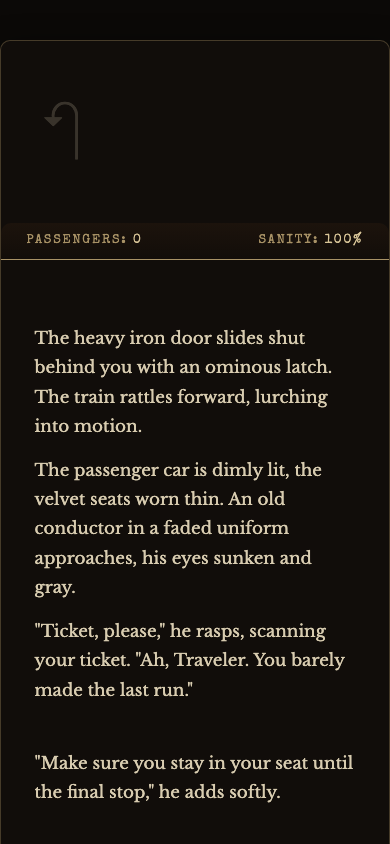 PASSENGERS: 0 SANITY: 100%
The heavy iron door slides shut
behind you with an ominous latch.
The train rattles forward, lurching
into motion.
The passenger car is dimly lit, the
velvet seats worn thin. An old
conductor in a faded uniform
approaches, his eyes sunken and
gray.
"Ticket, please," he rasps, scanning
your ticket. "Ah, Traveler. You barely
made the last run."
"Make sure you stay in your seat until
the final stop," he adds softly.